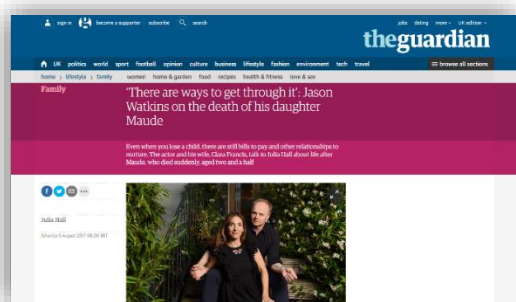 sign in become a supporter subscribe search jobs dating more UK edition
theguardian
UK politics world sport football opinion culture business lifestyle fashion environment tech travel browse all sections
home lifestyle family women home & garden food recipes health & fitness love & sex
Family
‘There are ways to get through it’: Jason
Watkins on the death of his daughter
Maude
Even when you lose a child, there are still bills to pay and other relationships to
nurture. The actor and his wife, Clara Francis, talk to Julia Hall about life after
Maude, who died suddenly, aged two and a half
Julia Hall
August 2017